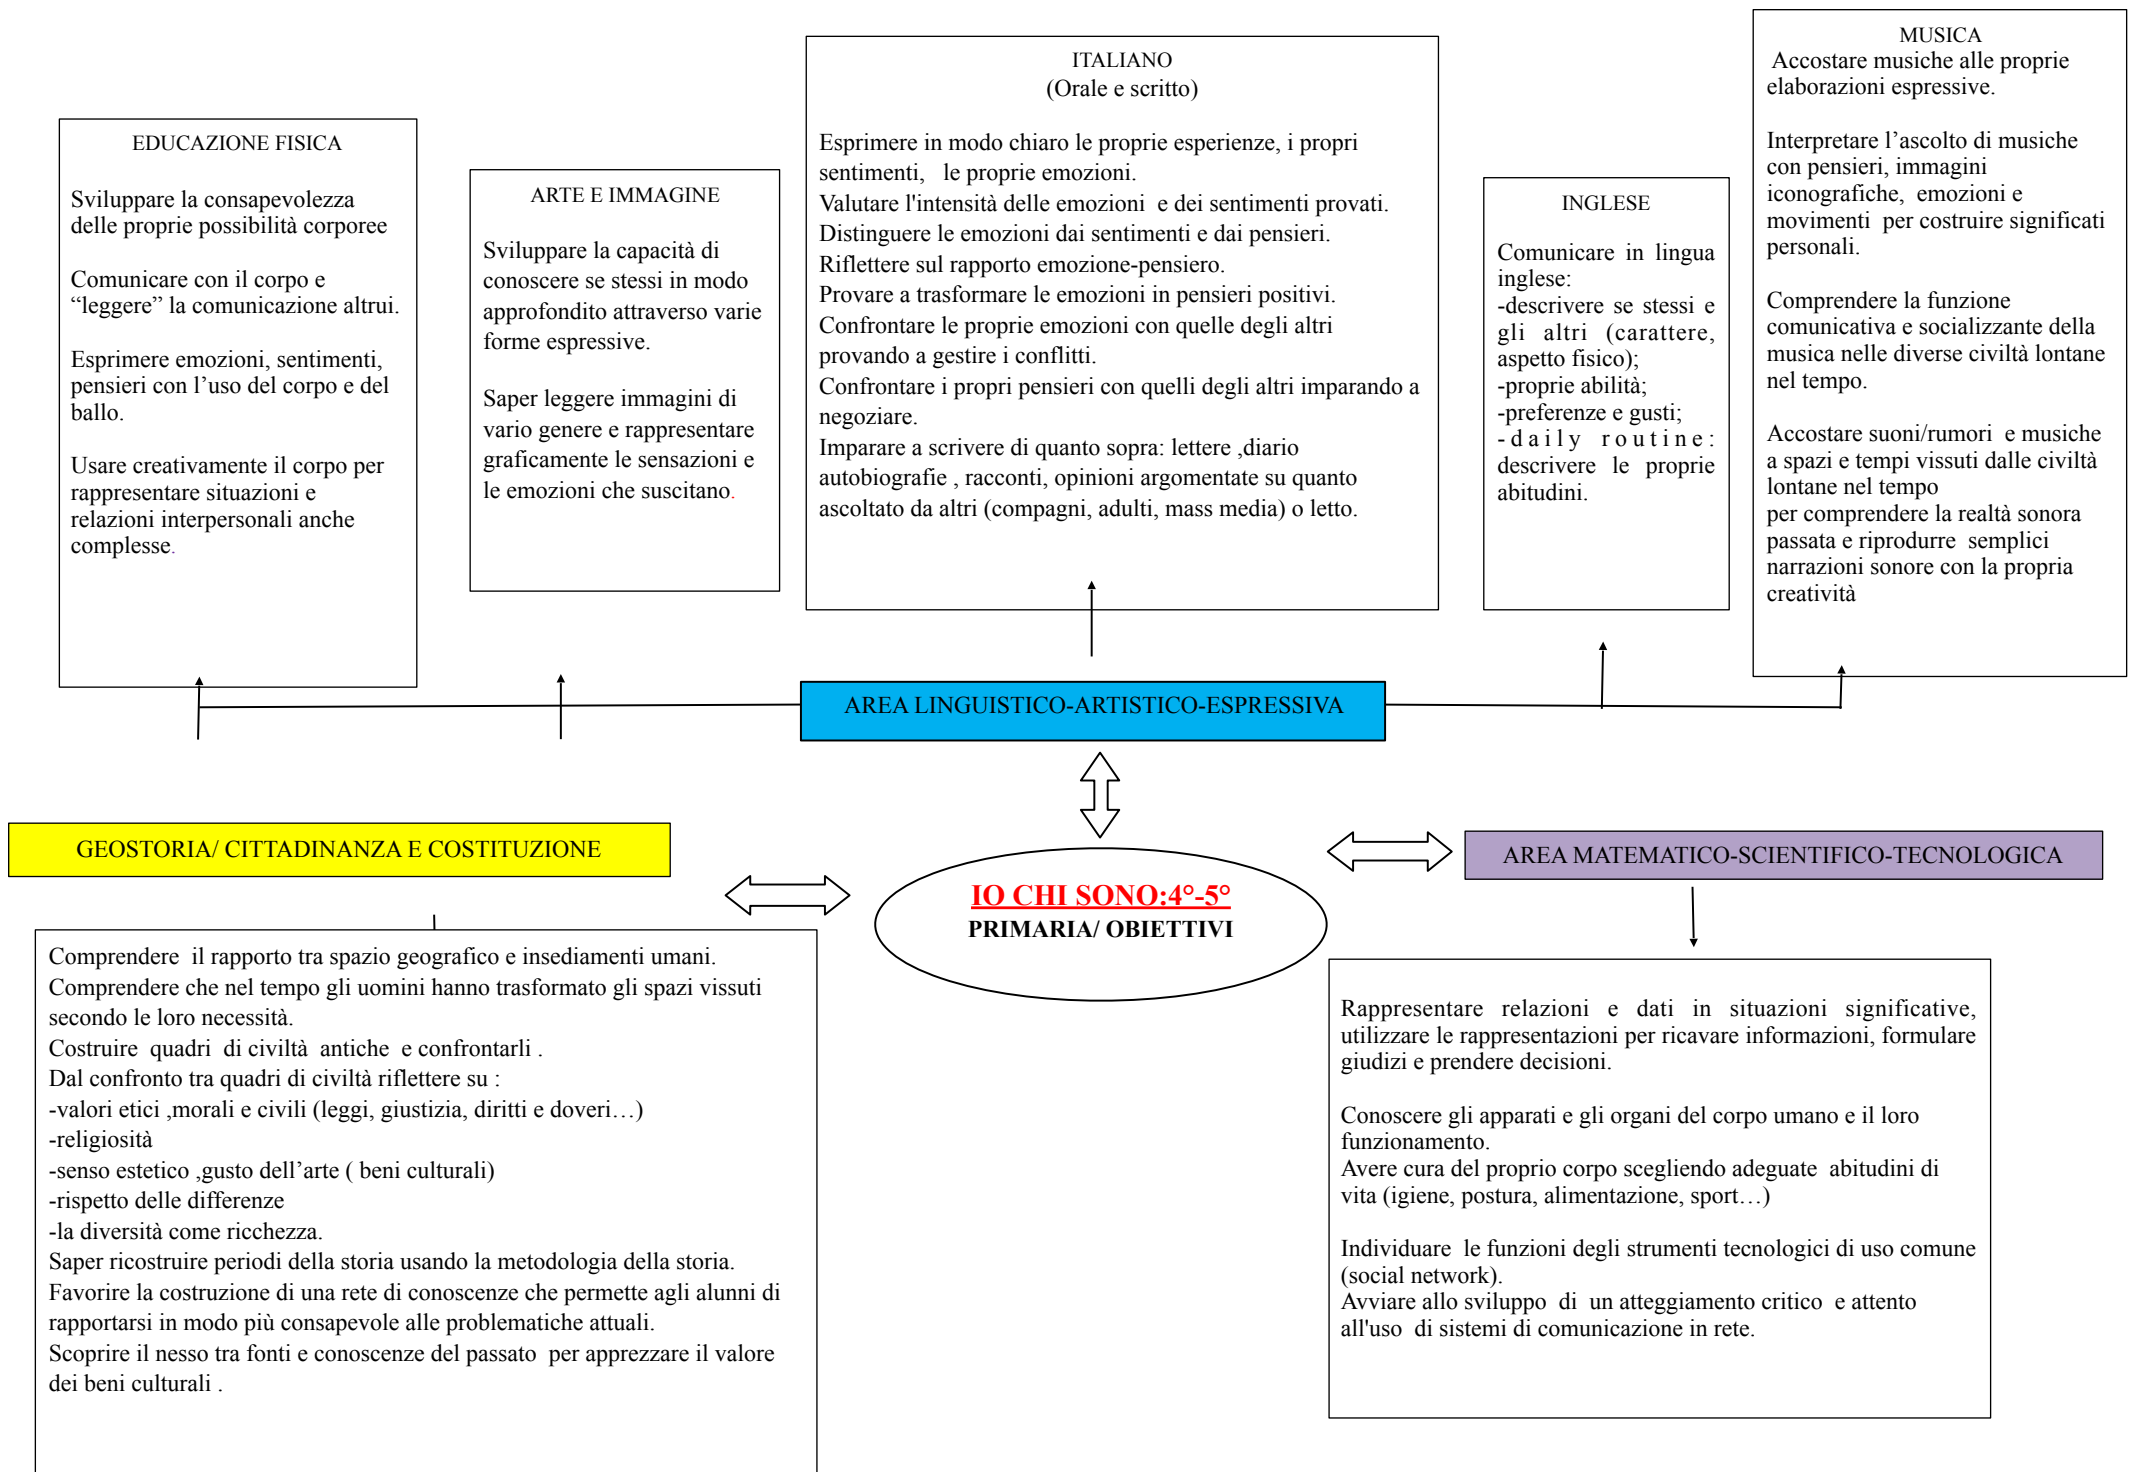 EDUCAZIONE FISICA
Sviluppare la consapevolezza
delle proprie possibilità corporee
Comunicare con il corpo e
“leggere” la comunicazione altrui.
Esprimere emozioni, sentimenti,
pensieri con l’uso del corpo e del
ballo.
Usare creativamente il corpo per
rappresentare situazioni e
relazioni interpersonali anche
complesse.
ARTE E IMMAGINE
Sviluppare la capacità di
conoscere se stessi in modo
approfondito attraverso varie
forme espressive.
Saper leggere immagini di
vario genere e rappresentare
graficamente le sensazioni e
le emozioni che suscitano.
ITALIANO
(Orale e scritto)
Esprimere in modo chiaro le proprie esperienze, i propri
sentimenti, le proprie emozioni.
Valutare l'intensità delle emozioni e dei sentimenti provati.
Distinguere le emozioni dai sentimenti e dai pensieri.
Riflettere sul rapporto emozione-pensiero.
Provare a trasformare le emozioni in pensieri positivi.
Confrontare le proprie emozioni con quelle degli altri
provando a gestire i conflitti.
Confrontare i propri pensieri con quelli degli altri imparando a
negoziare.
Imparare a scrivere di quanto sopra: lettere ,diario
autobiografie , racconti, opinioni argomentate su quanto
ascoltato da altri (compagni, adulti, mass media) o letto.
INGLESE
Comunicare in lingua
inglese:
-descrivere se stessi e
gli altri (carattere,
aspetto fisico);
-proprie abilità;
-preferenze e gusti;
-daily routine:
descrivere le proprie
abitudini.
MUSICA
Accostare musiche alle proprie
elaborazioni espressive.
Interpretare l’ascolto di musiche
con pensieri, immagini
iconografiche, emozioni e
movimenti per costruire significati
personali.
Comprendere la funzione
comunicativa e socializzante della
musica nelle diverse civiltà lontane
nel tempo.
Accostare suoni/rumori e musiche
a spazi e tempi vissuti dalle civiltà
lontane nel tempo
per comprendere la realtà sonora
passata e riprodurre semplici
narrazioni sonore con la propria
creatività
AREA LINGUISTICO-ARTISTICO-ESPRESSIVA
GEOSTORIA/ CITTADINANZA E COSTITUZIONE
IO CHI SONO:4°-5°
PRIMARIA/ OBIETTIVI
AREA MATEMATICO-SCIENTIFICO-TECNOLOGICA
Comprendere il rapporto tra spazio geografico e insediamenti umani.
Comprendere che nel tempo gli uomini hanno trasformato gli spazi vissuti
secondo le loro necessità.
Costruire quadri di civiltà antiche e confrontarli .
Dal confronto tra quadri di civiltà riflettere su :
-valori etici ,morali e civili (leggi, giustizia, diritti e doveri…)
-religiosità
-senso estetico ,gusto dell’arte ( beni culturali)
-rispetto delle differenze
-la diversità come ricchezza.
Saper ricostruire periodi della storia usando la metodologia della storia.
Favorire la costruzione di una rete di conoscenze che permette agli alunni di
rapportarsi in modo più consapevole alle problematiche attuali.
Scoprire il nesso tra fonti e conoscenze del passato per apprezzare il valore
dei beni culturali .
Rappresentare relazioni e dati in situazioni significative,
utilizzare le rappresentazioni per ricavare informazioni, formulare
giudizi e prendere decisioni.
Conoscere gli apparati e gli organi del corpo umano e il loro
funzionamento.
Avere cura del proprio corpo scegliendo adeguate abitudini di
vita (igiene, postura, alimentazione, sport…)
Individuare le funzioni degli strumenti tecnologici di uso comune
(social network).
Avviare allo sviluppo di un atteggiamento critico e attento
all'uso di sistemi di comunicazione in rete.